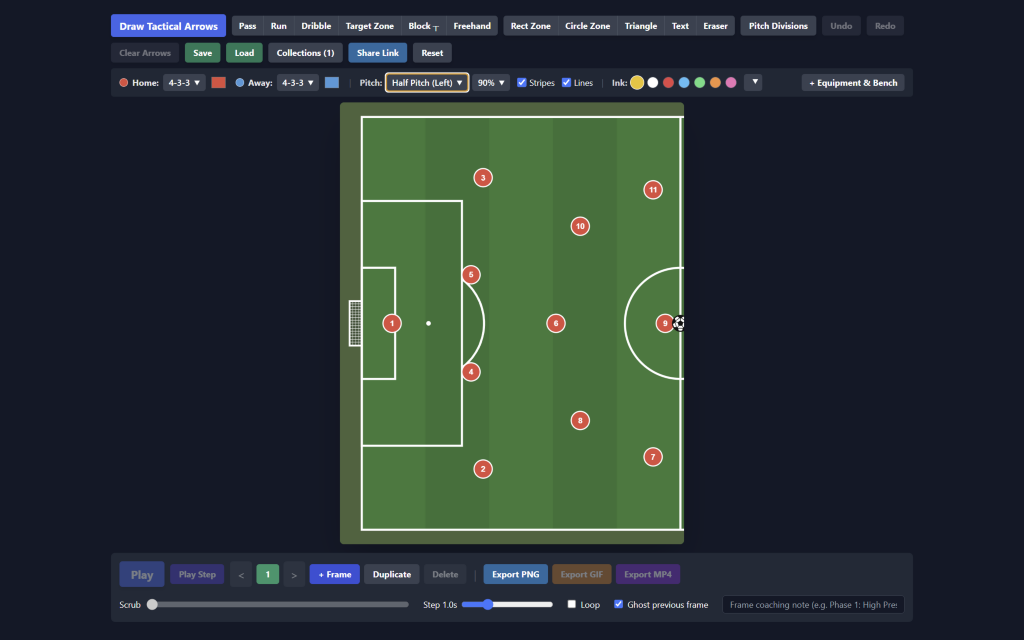 Draw Tactical Arrows Pass Run Dribble Target Zone Block Freehand Rect Zone Circle Zone Triangle Text Eraser Pitch Divisions Undo Redo
Clear Arrows Save Load Collections (1) Share Link Reset
Home: 4-3-3 Away: 4-3-3 Pitch: Half Pitch (Left) 90% Stripes Lines Ink: + Equipment & Bench
3
11
10
5
1 6 9
4
8
7
2
Play Play Step < 1 > + Frame Duplicate Delete Export PNG Export GIF Export MP4
Scrub Step 1.0s Loop Ghost previous frame Frame coaching note (e.g. Phase 1: High Pres